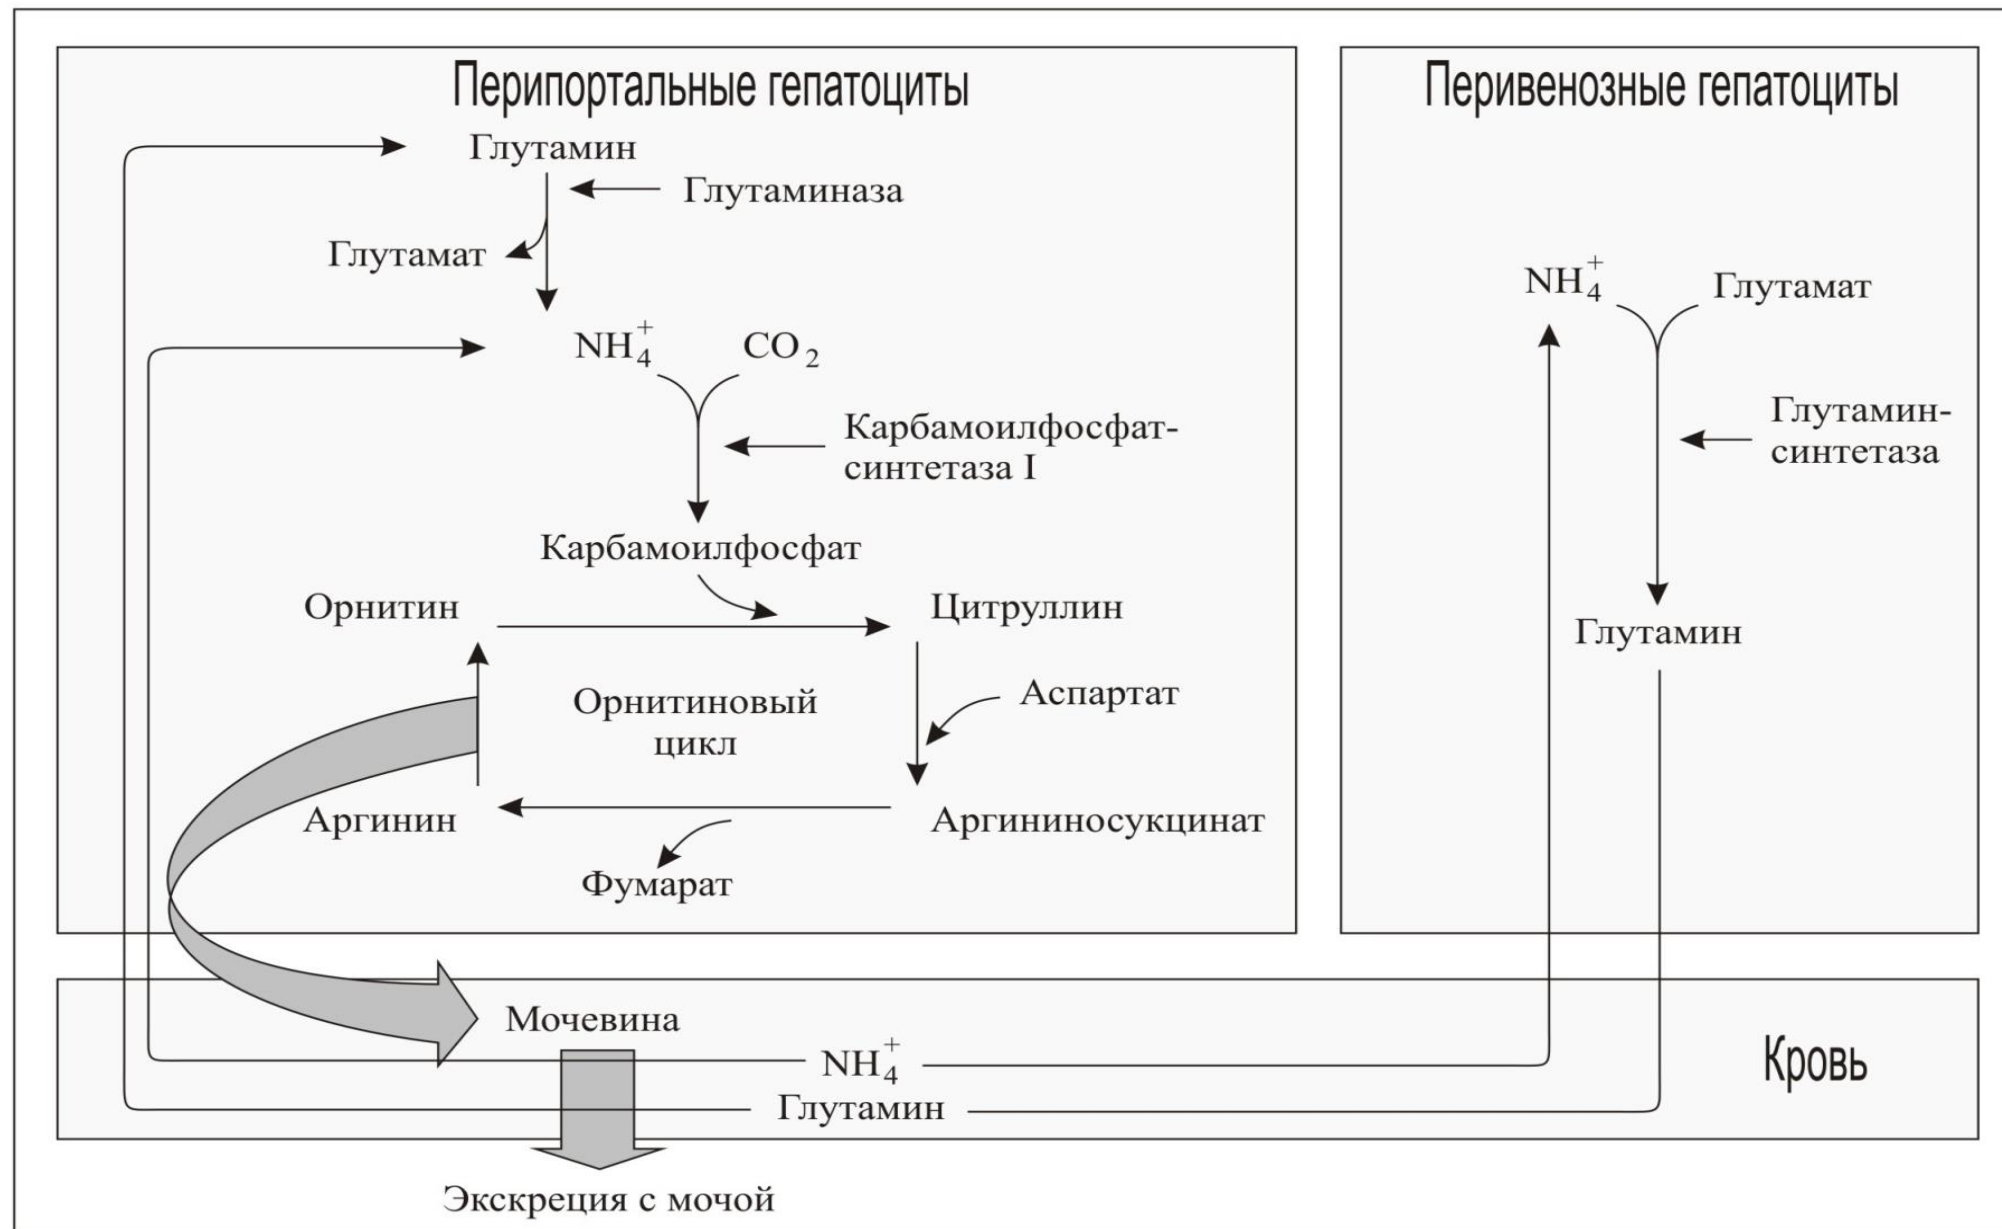 Перипортальные гепатоциты
Глутамин
Глутаминаза
Глутамат
NH4+
CO2
Карбамоилфосфат-
синтетаза I
Карбамоилфосфат
Орнитин
Цитруллин
Орнитиновый
цикл
Аспартат
Аргинин
Аргининосукцинат
Фумарат
Перивенозные гепатоциты
NH4+
Глутамат
Глутамин-
синтетаза
Глутамин
Мочевина
NH4+
Глутамин
Кровь
Экскреция с мочой